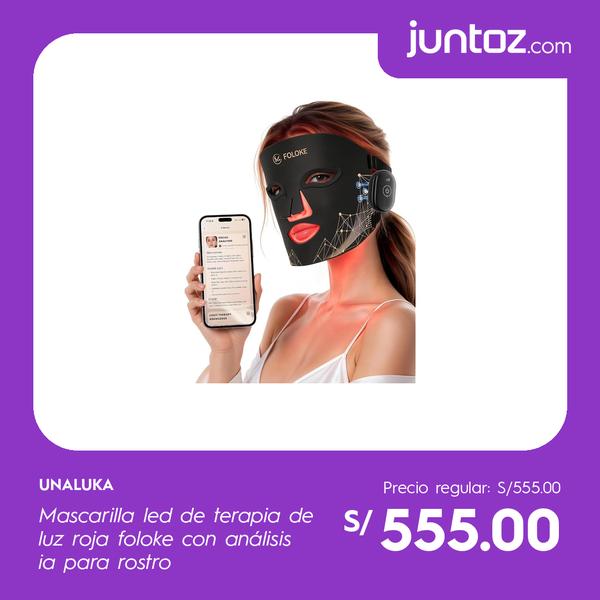 juntoz.com
FOLOKE
UNALUKA
Mascarilla led de terapia de
luz roja foloke con análisis
ia para rostro
Precio regular: S/555.00
S/ 555.00